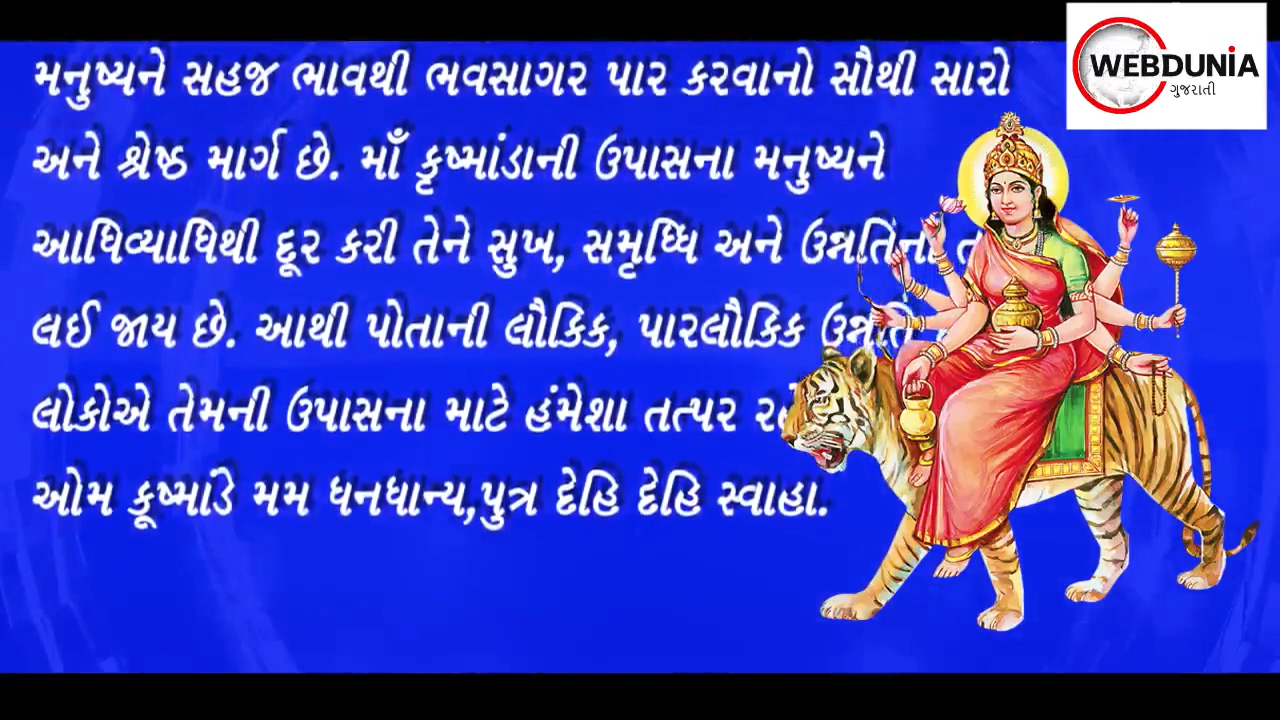 WEBDUNIA
ગુજરાતી
મનુષ્યને સહજ ભાવથી ભવસાગર પાર કરવાનો સૌથી સારો
અને શ્રેષ્ઠ માર્ગ છે. માઁ કૃષ્માંડાની ઉપાસના મનુષ્યને
આધિવ્યાધિથી દૂર કરી તેને સુખ, સમૃધ્ધિ અને
લઈ જાય છે. આથી પોતાની લૌકિક, પારલૌકિક ઉન્નતિ
લોકોએ તેમની ઉપાસના માટે હંમેશા તત્પર
ઓમ કૂષ્માંડે મમ ધનધાન્ય,પુત્ર દેહિ દેહિ સ્વાહા.